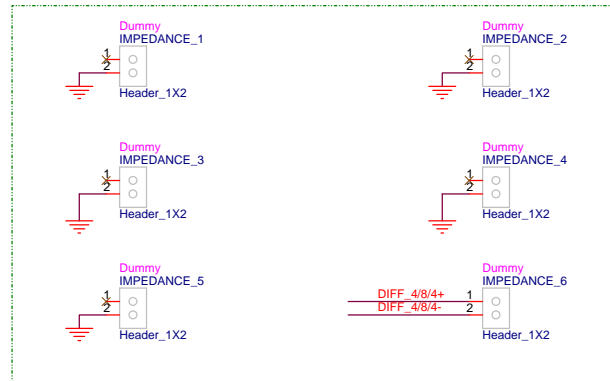 Dummy
IMPEDANCE_1
1
2
Header_1X2
Dummy
IMPEDANCE_2
1
2
Header_1X2
Dummy
IMPEDANCE_3
1
2
Header_1X2
Dummy
IMPEDANCE_4
1
2
Header_1X2
Dummy
IMPEDANCE_5
1
2
Header_1X2
Dummy
IMPEDANCE_6
DIFF_4/8/4+ 1
DIFF_4/8/4- 2
Header_1X2